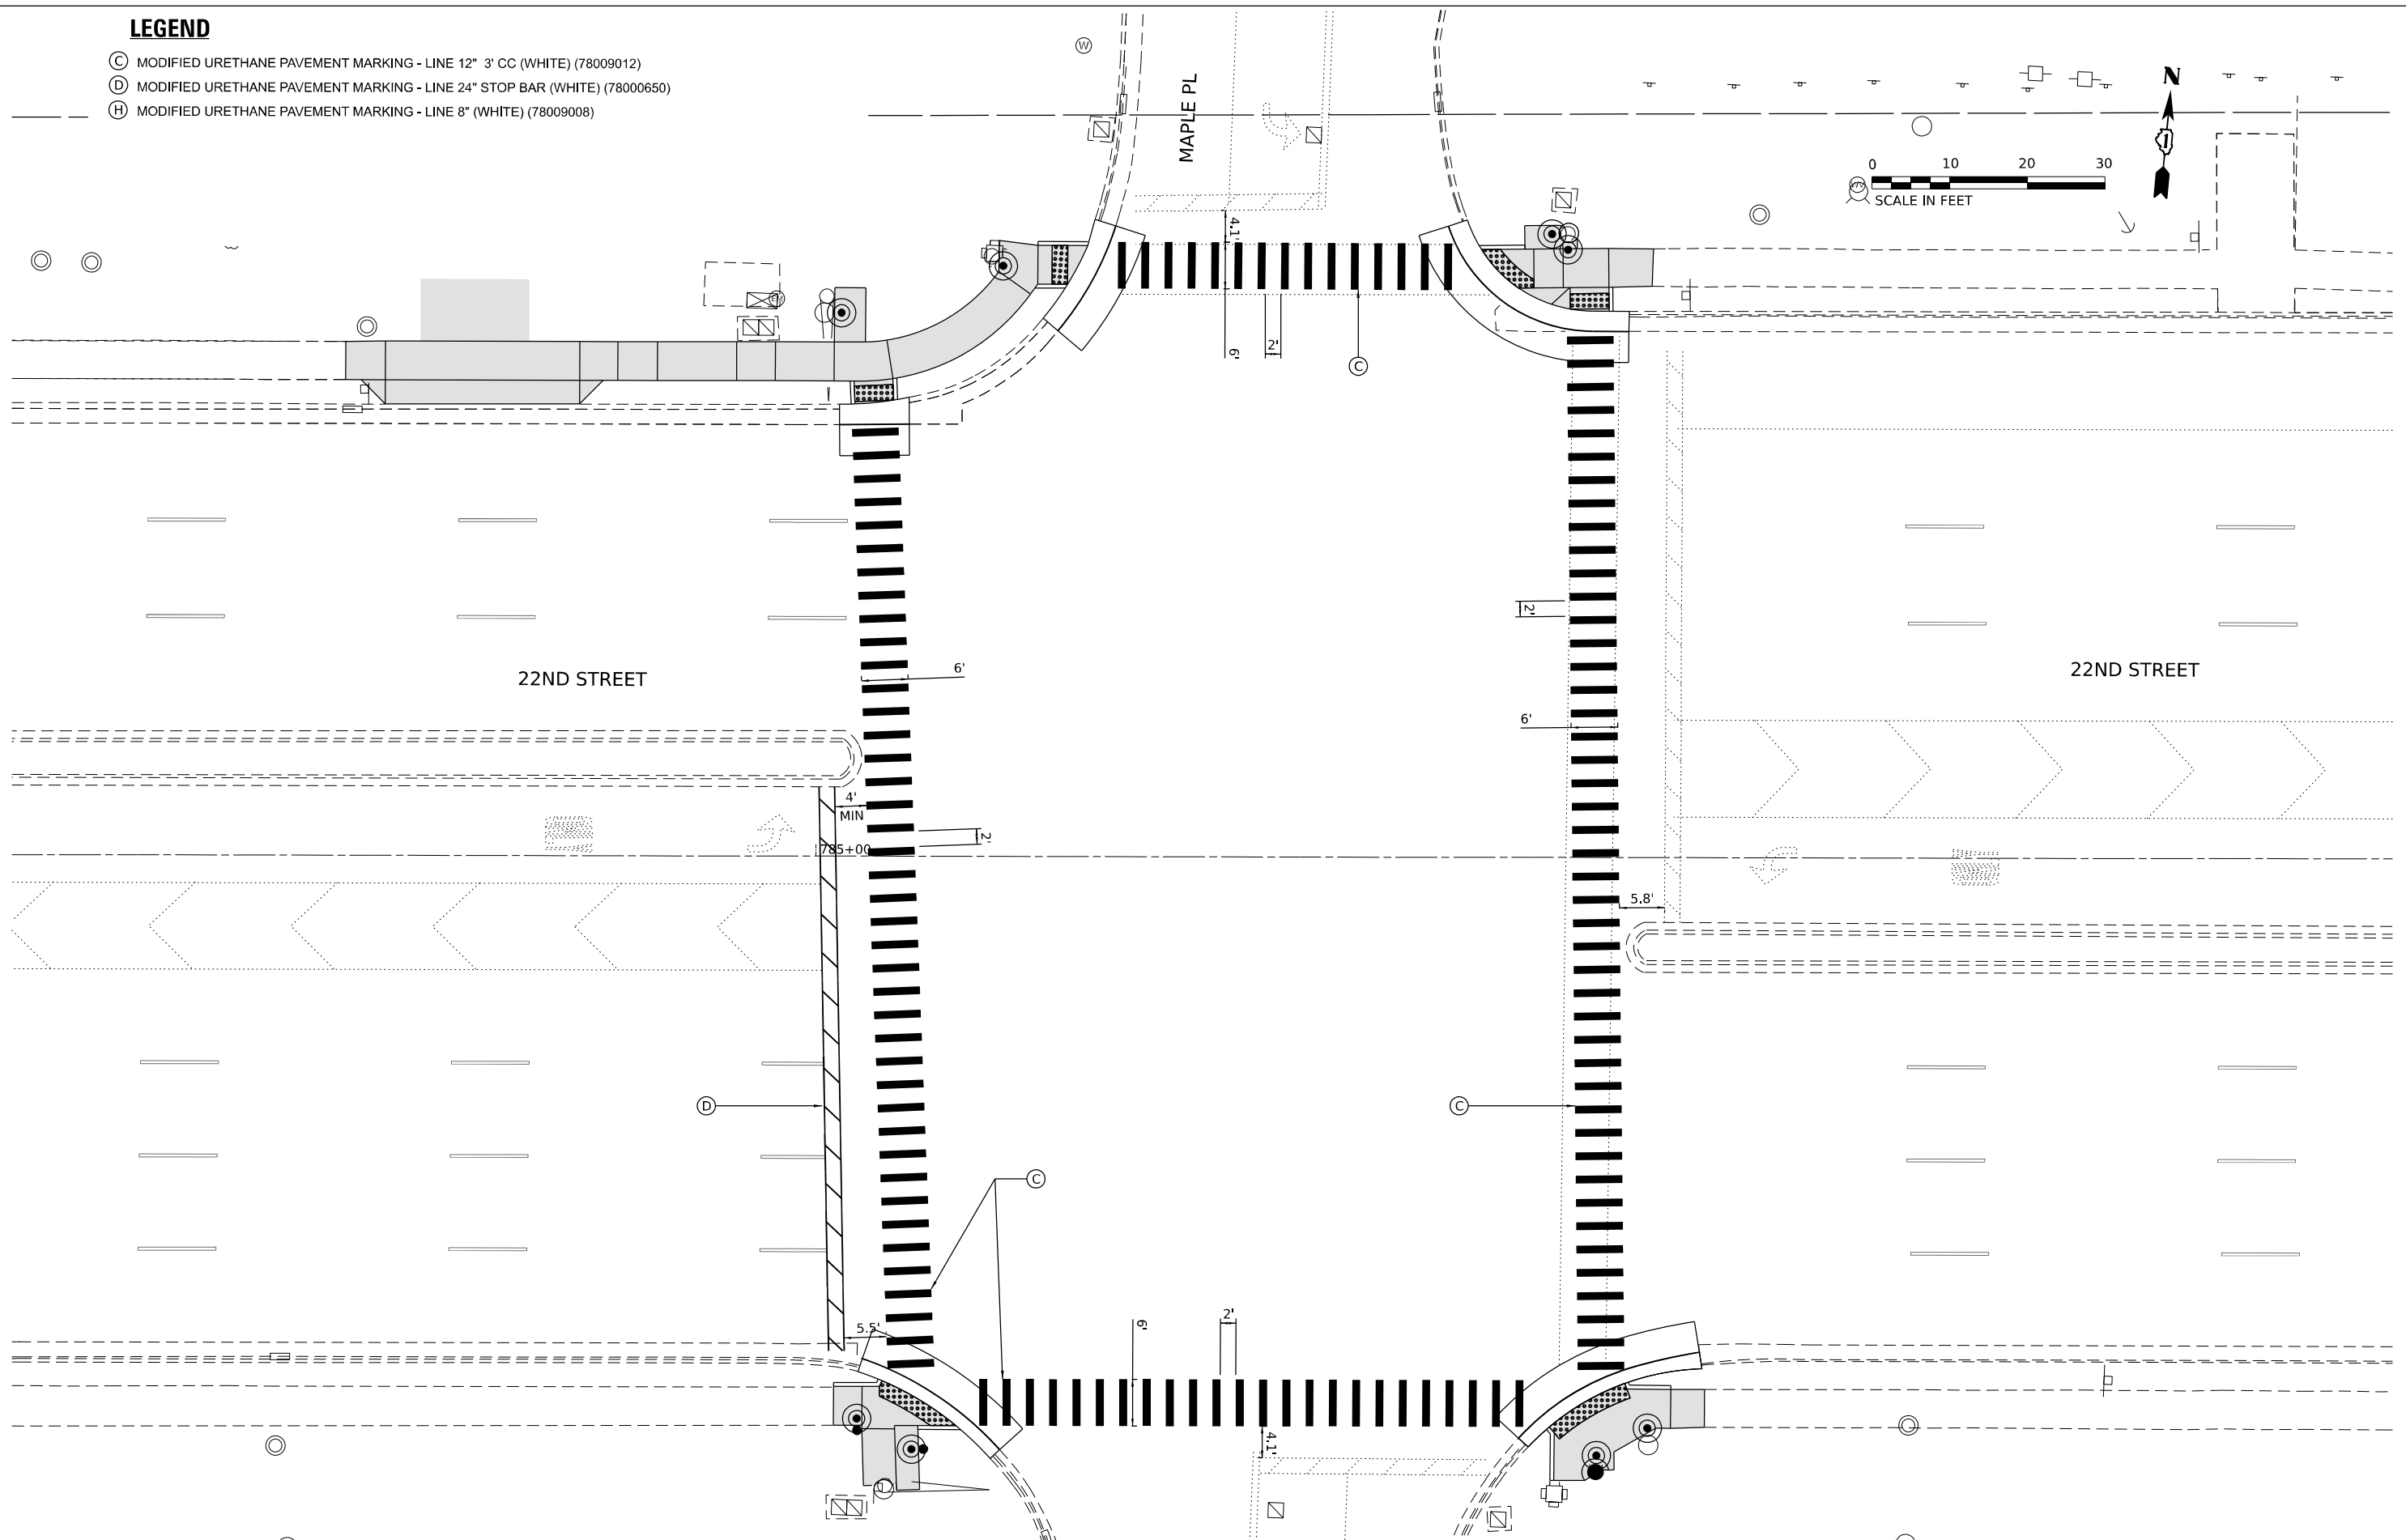 LEGEND
C MODIFIED URETHANE PAVEMENT MARKING - LINE 12" 3' CC (WHITE) (78009012)
D MODIFIED URETHANE PAVEMENT MARKING - LINE 24" STOP BAR (WHITE) (78000650)
H MODIFIED URETHANE PAVEMENT MARKING - LINE 8" (WHITE) (78009008)
W
MAPLE PL
N
1
0 10 20 30
SCALE IN FEET
4.1'
6'
2'
C
2'
6'
22ND STREET
22ND STREET
6'
4'
MIN
2'
785+00
5.8'
D
C
C
5.5'
6'
2'
4.1'